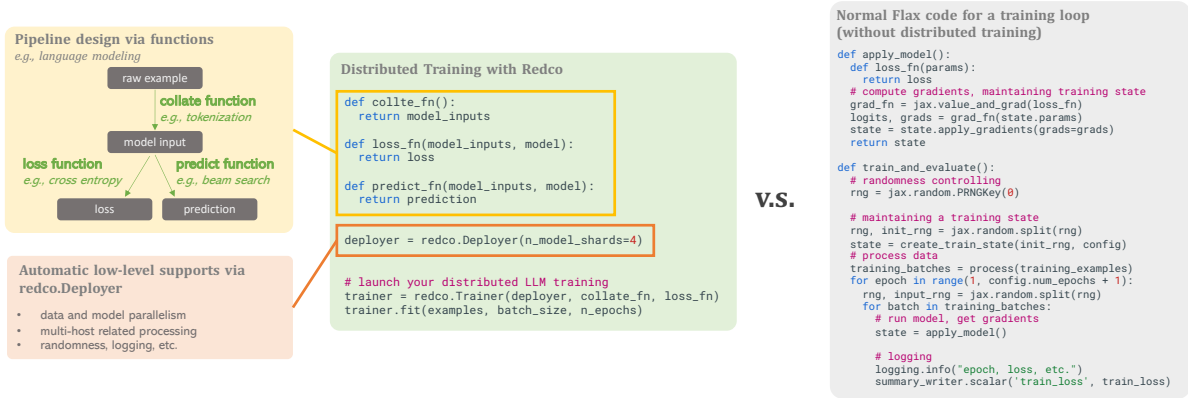 Pipeline design via functions
e.g., language modeling
raw example
collate function
e.g., tokenization
model input
loss function
e.g., cross entropy
predict function
e.g., beam search
loss
prediction
Automatic low-level supports via
redco.Deployer
• data and model parallelism
• multi-host related processing
• randomness, logging, etc.
Distributed Training with Redco
def collte_fn():
  return model_inputs
def loss_fn(model_inputs, model):
  return loss
def predict_fn(model_inputs, model):
  return prediction
deployer = redco.Deployer(n_model_shards=4)
# launch your distributed LLM training
trainer = redco.Trainer(deployer, collate_fn, loss_fn)
trainer.fit(examples, batch_size, n_epochs)
v.s.
Normal Flax code for a training loop
(without distributed training)
def apply_model():
  def loss_fn(params):
    return loss
  # compute gradients, maintaining training state
  grad_fn = jax.value_and_grad(loss_fn)
  logits, grads = grad_fn(state.params)
  state = state.apply_gradients(grads=grads)
  return state
def train_and_evaluate():
  # randomness controlling
  rng = jax.random.PRNGKey(0)
  # maintaining a training state
  rng, init_rng = jax.random.split(rng)
  state = create_train_state(init_rng, config)
  # process data
  training_batches = process(training_examples)
  for epoch in range(1, config.num_epochs + 1):
    rng, input_rng = jax.random.split(rng)
    for batch in training_batches:
      # run model, get gradients
      state = apply_model()
      # logging
      logging.info("epoch, loss, etc.")
      summary_writer.scalar('train_loss', train_loss)